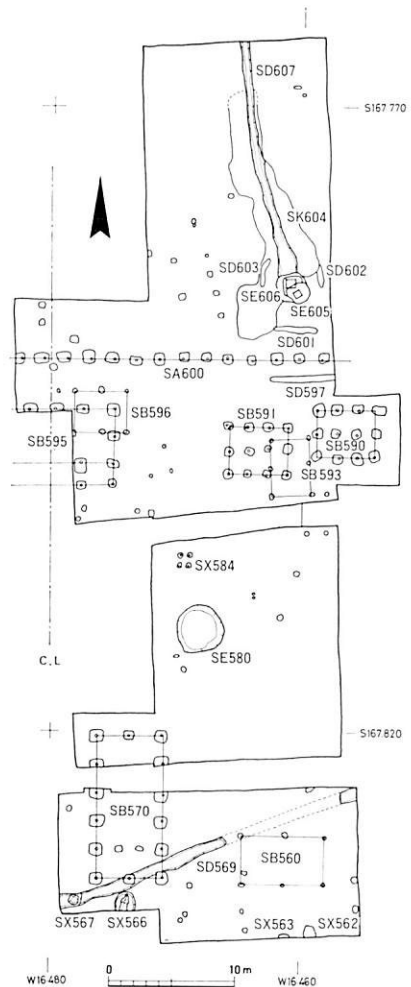 SD607
S167.770
SK604
SD603
SD602
SE606
SE605
SD601
SA600
SD597
SB596
SB591
SB595
SB590
SB593
SX584
SE580
C.L
S167.820
SB570
SD569
SB560
SX567
SX566
SX563
SX562
W16.480
0
10m
W16.460